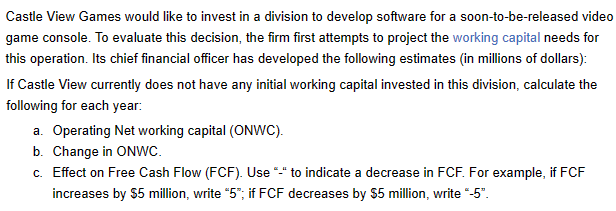 Castle View Games would like to invest in a division to develop software for a soon-to-be-released video
game console. To evaluate this decision, the firm first attempts to project the working capital needs for
this operation. Its chief financial officer has developed the following estimates (in millions of dollars):
If Castle View currently does not have any initial working capital invested in this division, calculate the
following for each year:
a. Operating Net working capital (ONWC).
b. Change in ONWC.
c. Effect on Free Cash Flow (FCF). Use “-“ to indicate a decrease in FCF. For example, if FCF
increases by $5 million, write “5”; if FCF decreases by $5 million, write “-5”.